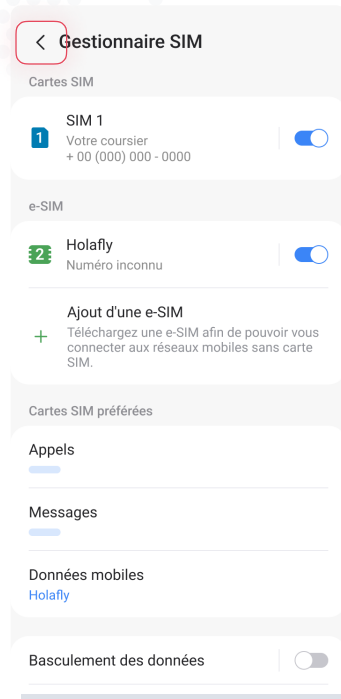 Gestionnaire SIM
Cartes SIM
1
SIM 1
Votre coursier
+ 00 (000) 000 - 0000
e-SIM
2
Holafly
Numéro inconnu
Ajout d'une e-SIM
Téléchargez une e-SIM afin de pouvoir vous
connecter aux réseaux mobiles sans carte
SIM.
Cartes SIM préférées
Appels
Messages
Données mobiles
Holafly
Basculement des données